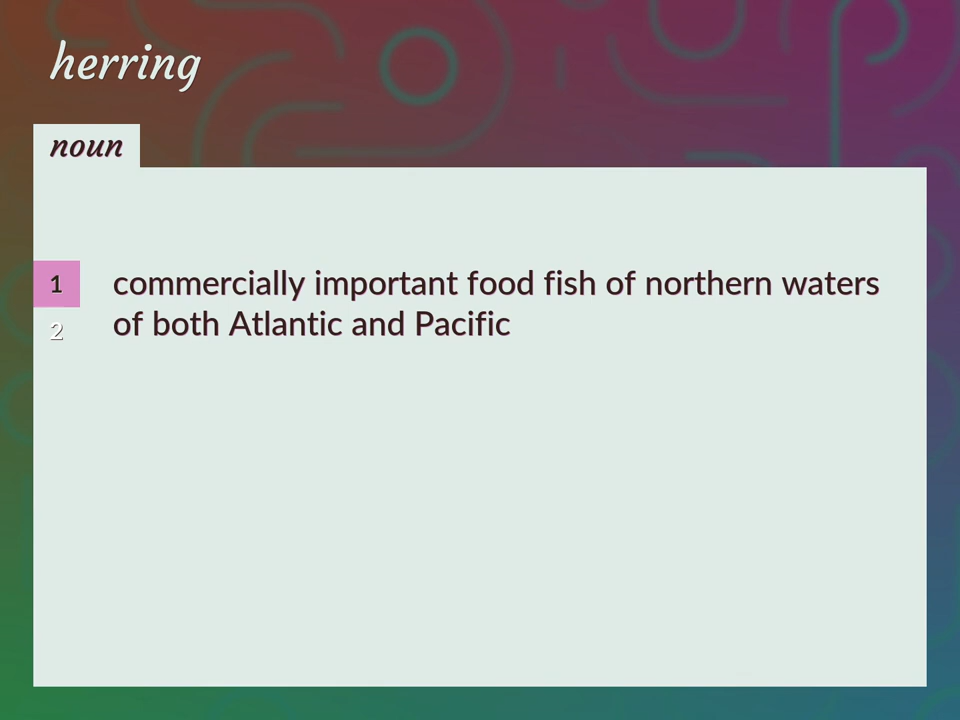 herring
noun
1 commercially important food fish of northern waters
of both Atlantic and Pacific
2